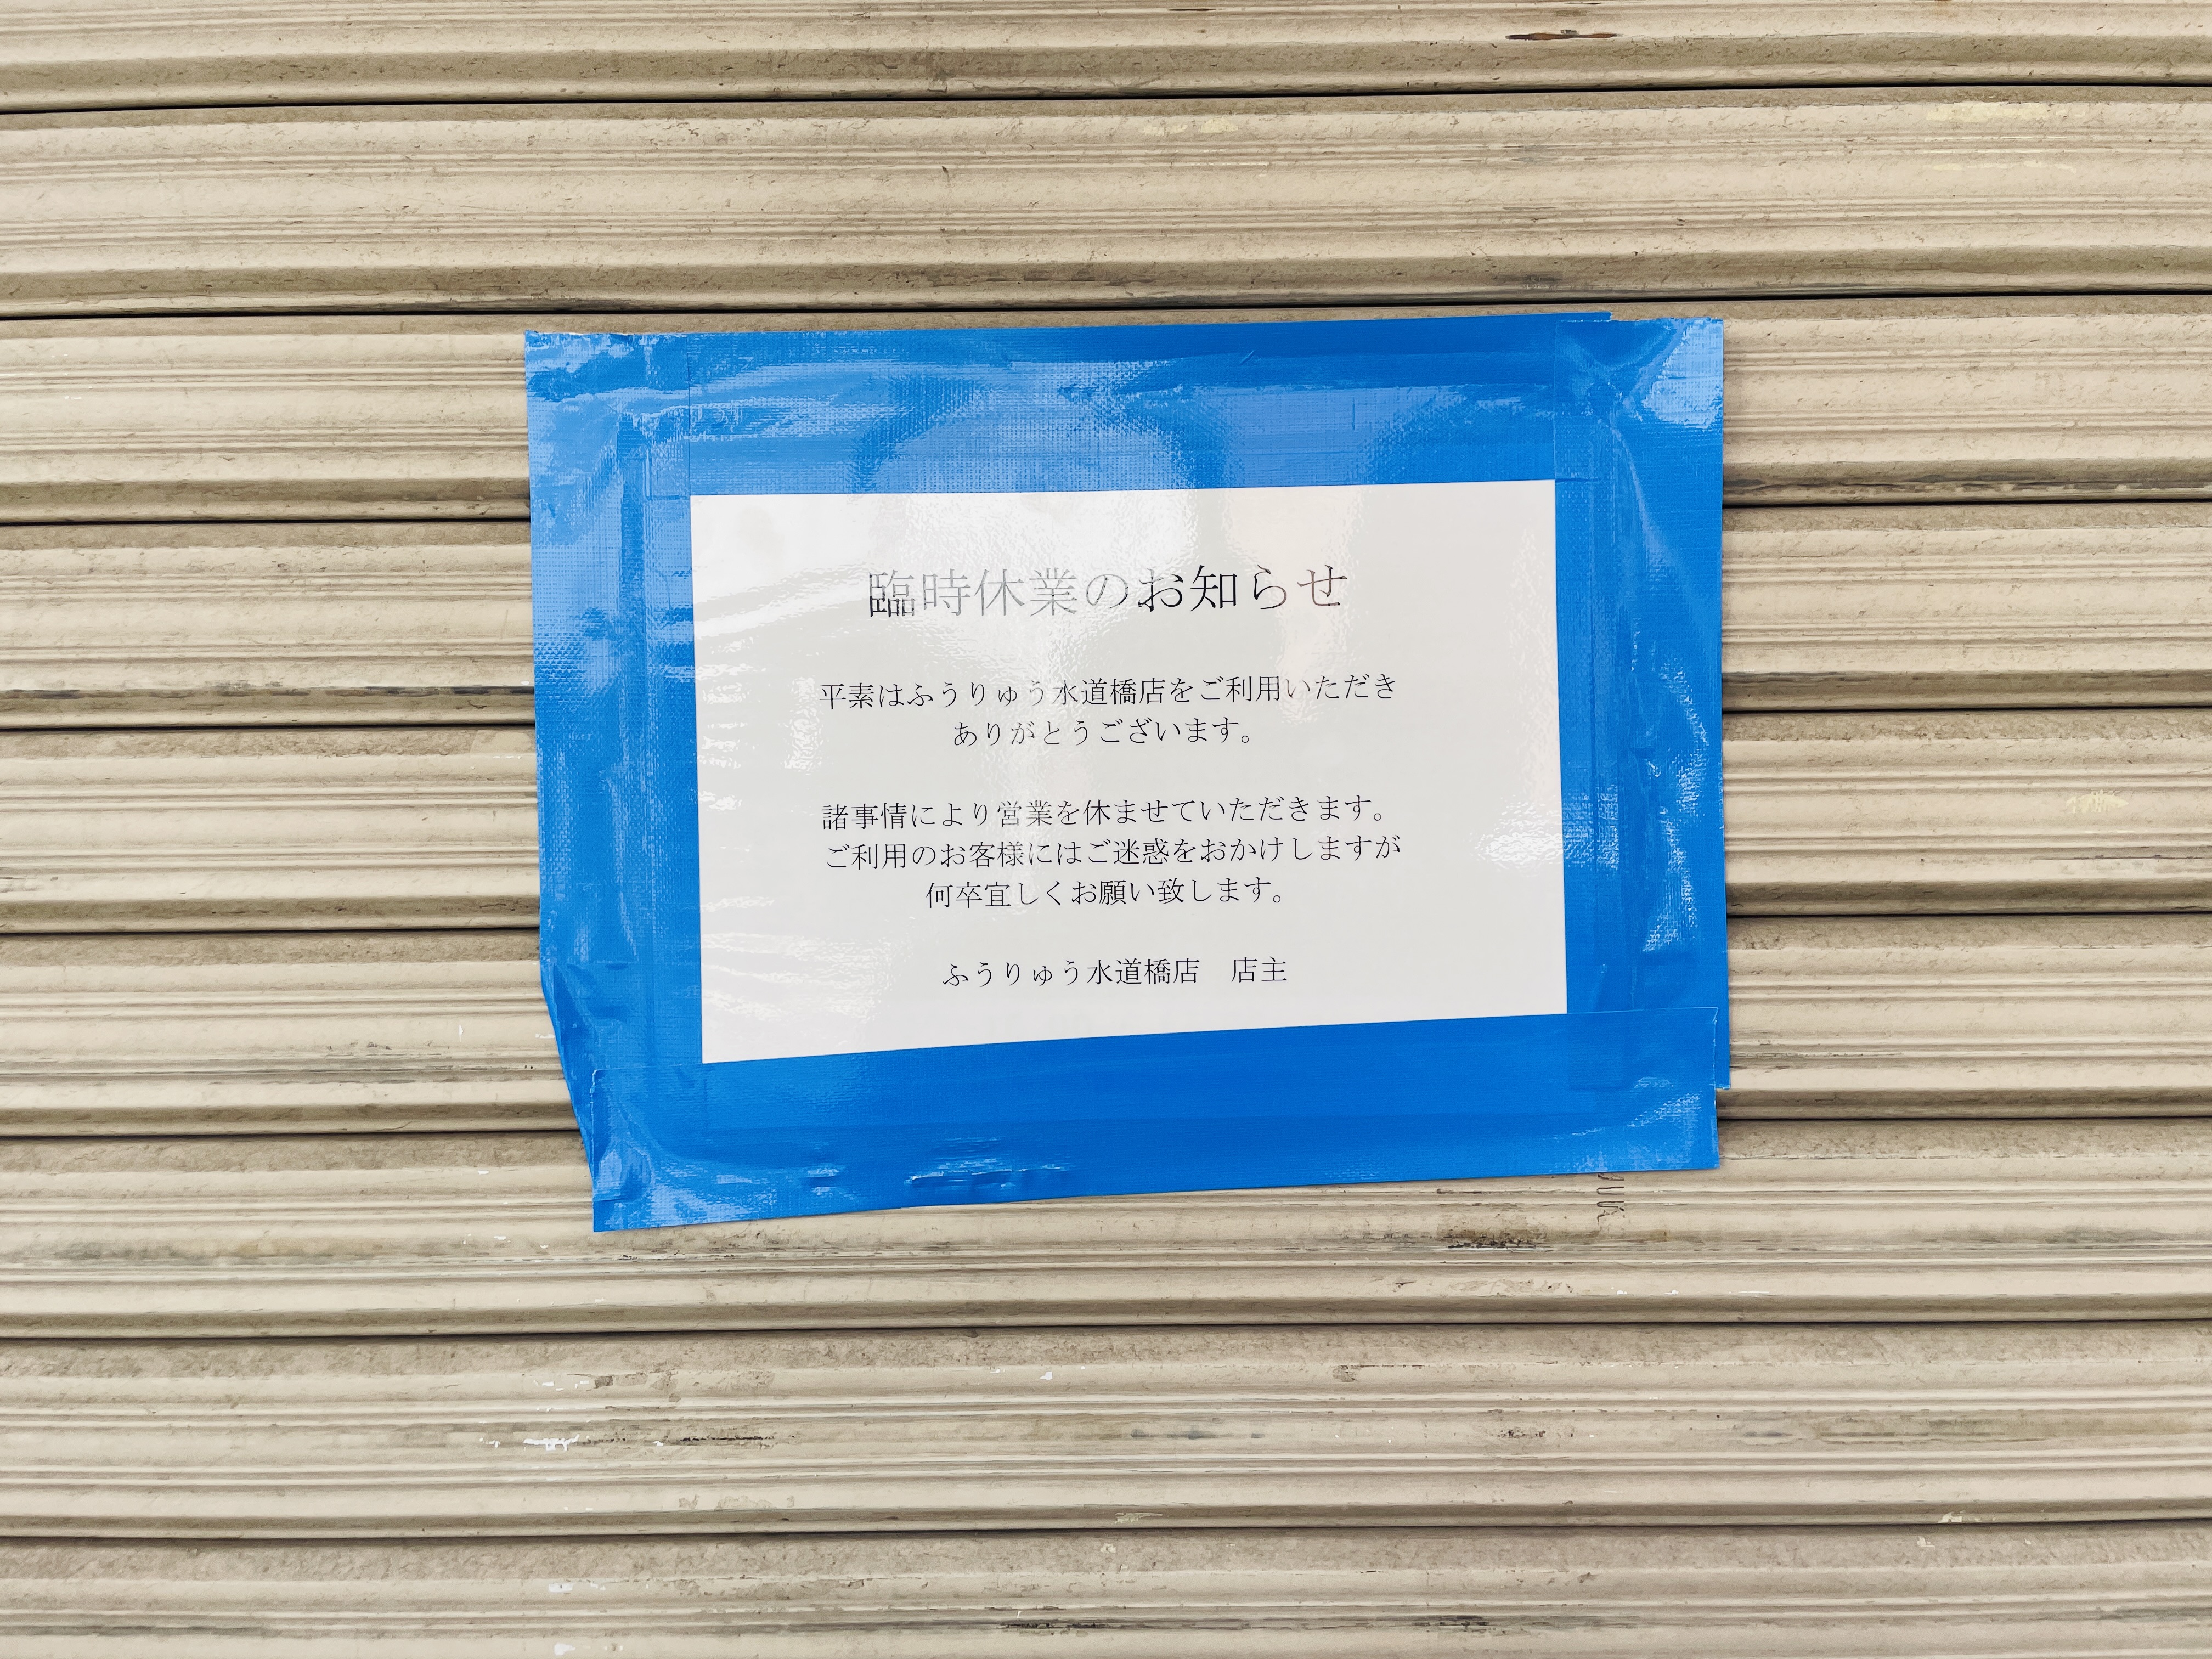 臨時休業のお知らせ
平素はふうりゅう水道橋店をご利用いただき
ありがとうございます。
諸事情により営業を休ませていただきます。
ご利用のお客様にはご迷惑をおかけしますが
何卒宜しくお願い致します。
ふうりゅう水道橋店　店主